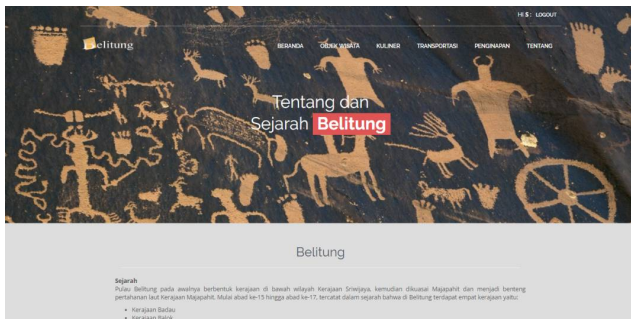 HI S | LOGOUT
Belitung
BERANDA OBJEK WISATA KULINER TRANSPORTASI PENGINAPAN TENTANG
Tentang dan
Sejarah Belitung
Belitung
Sejarah
Pulau Belitung pada awalnya berbentuk kerajaan di bawah wilayah Kerajaan Sriwijaya, kemudian dikuasai Majapahit dan menjadi benteng
pertahanan laut Kerajaan Majapahit. Mulai abad ke-15 hingga abad ke-17, tercatat dalam sejarah bahwa di Belitung terdapat empat kerajaan yaitu:
• Kerajaan Badau
• Kerajaan Balok